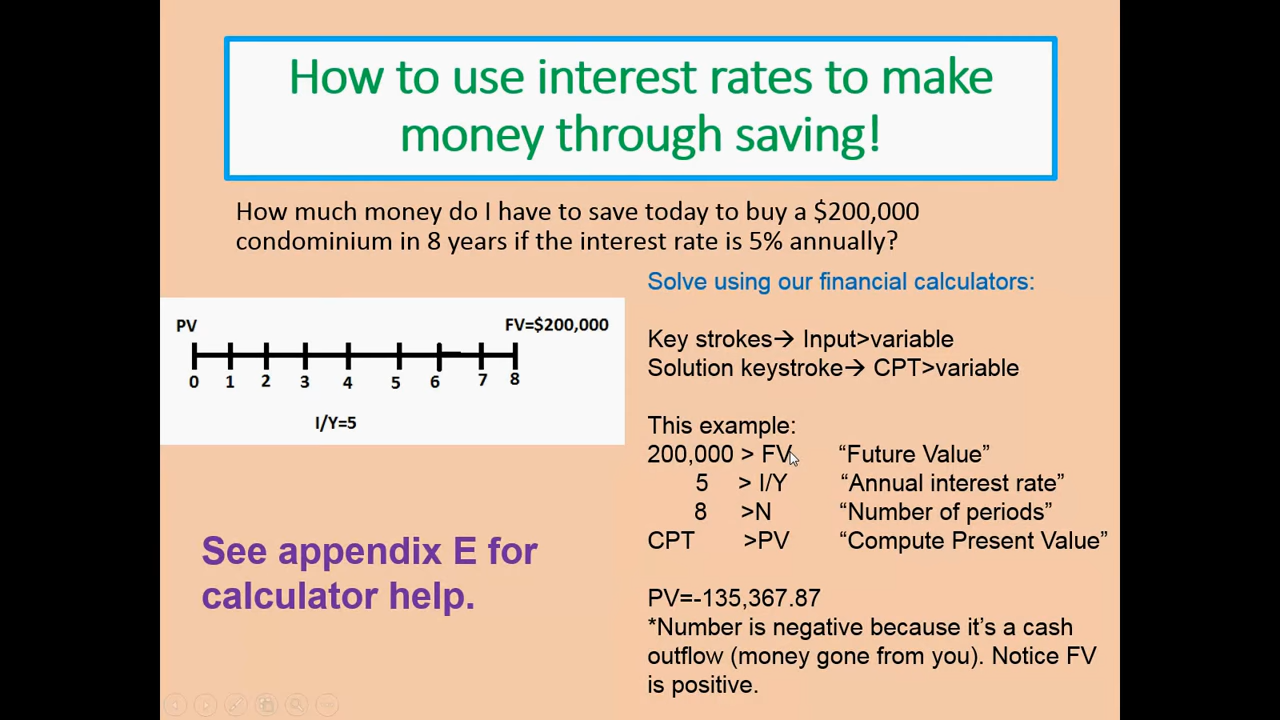 How to use interest rates to make
money through saving!
How much money do I have to save today to buy a $200,000
condominium in 8 years if the interest rate is 5% annually?
Solve using our financial calculators:
PV
FV=$200,000
0 1 2 3 4 5 6 7 8
I/Y=5
Key strokes→ Input>variable
Solution keystroke→ CPT>variable
This example:
200,000 > FV “Future Value”
5 > I/Y “Annual interest rate”
8 >N “Number of periods”
CPT >PV “Compute Present Value”
See appendix E for
calculator help.
PV=-135,367.87
*Number is negative because it’s a cash
outflow (money gone from you). Notice FV
is positive.